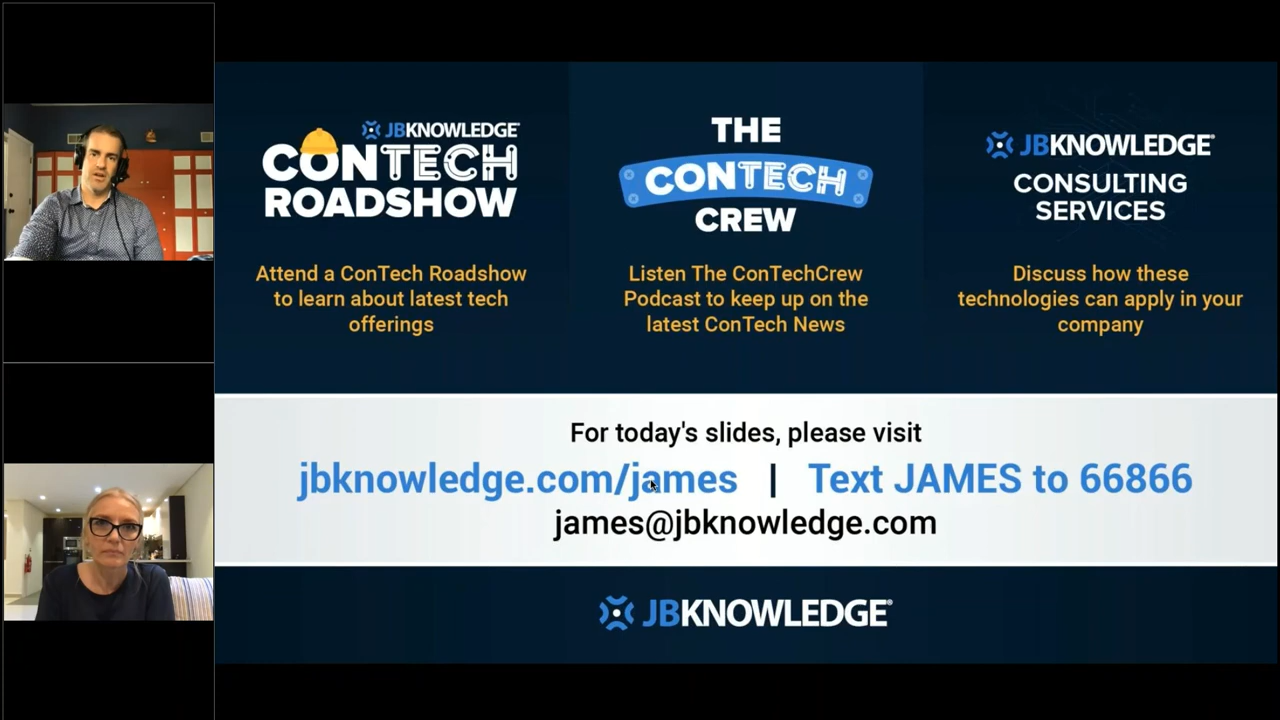 JBKNOWLEDGE®
CONTECH
ROADSHOW
Attend a ConTech Roadshow
to learn about latest tech
offerings
THE
CONTECH
CREW
Listen The ConTechCrew
Podcast to keep up on the
latest ConTech News
JBKNOWLEDGE®
CONSULTING
SERVICES
Discuss how these
technologies can apply in your
company
For today's slides, please visit
jbknowledge.com/james | Text JAMES to 66866
james@jbknowledge.com
JBKNOWLEDGE®